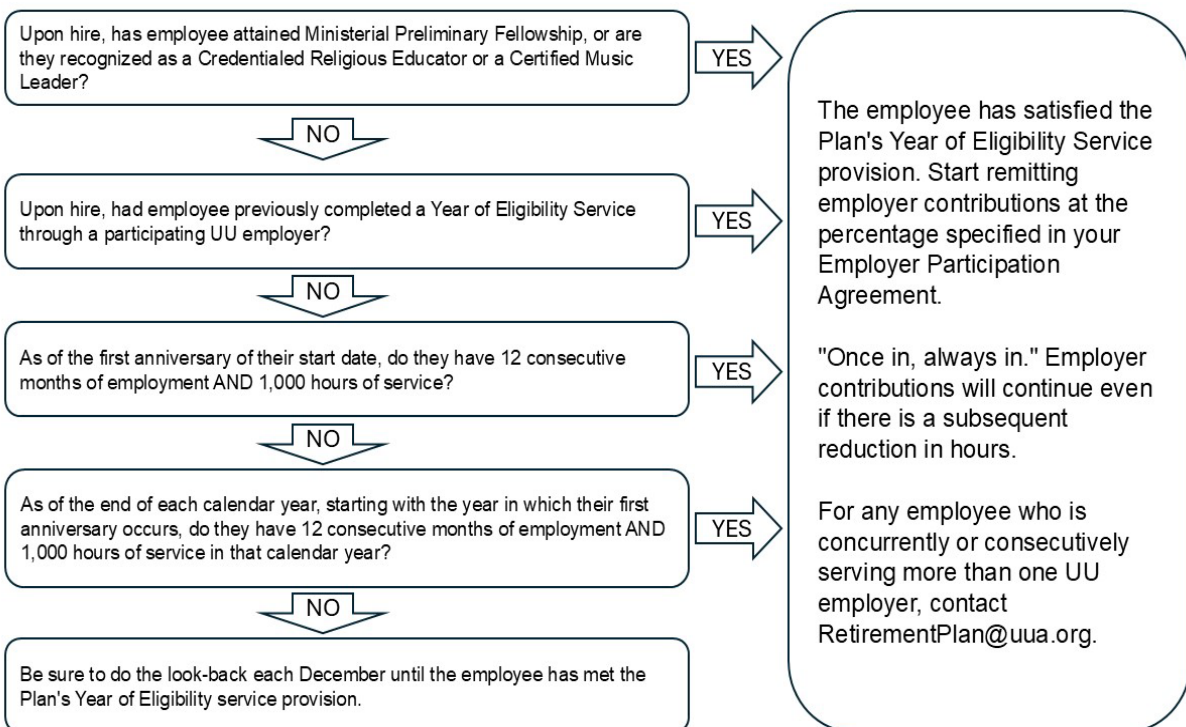 Upon hire, has employee attained Ministerial Preliminary Fellowship, or are
they recognized as a Credentialed Religious Educator or a Certified Music
Leader?
YES
NO
Upon hire, had employee previously completed a Year of Eligibility Service
through a participating UU employer?
YES
NO
As of the first anniversary of their start date, do they have 12 consecutive
months of employment AND 1,000 hours of service?
YES
NO
As of the end of each calendar year, starting with the year in which their first
anniversary occurs, do they have 12 consecutive months of employment AND
1,000 hours of service in that calendar year?
YES
NO
Be sure to do the look-back each December until the employee has met the
Plan's Year of Eligibility service provision.
The employee has satisfied the
Plan's Year of Eligibility Service
provision. Start remitting
employer contributions at the
percentage specified in your
Employer Participation
Agreement.
"Once in, always in." Employer
contributions will continue even
if there is a subsequent
reduction in hours.
For any employee who is
concurrently or consecutively
serving more than one UU
employer, contact
RetirementPlan@uua.org.